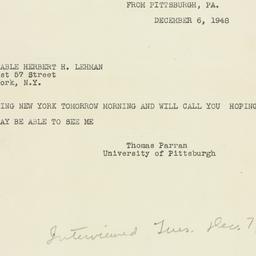 FROM PITTSBURGH, PA.
DECEMBER 6, 1948
ABLE HERBERT H. LEHMAN
st 57 Street
ork, N.Y.
ING NEW YORK TOMORROW MORNING AND WILL CALL YOU HOPING
AY BE ABLE TO SEE ME
Thomas Parran
University of Pittsburgh
Interviewed Tues. Dec. 7